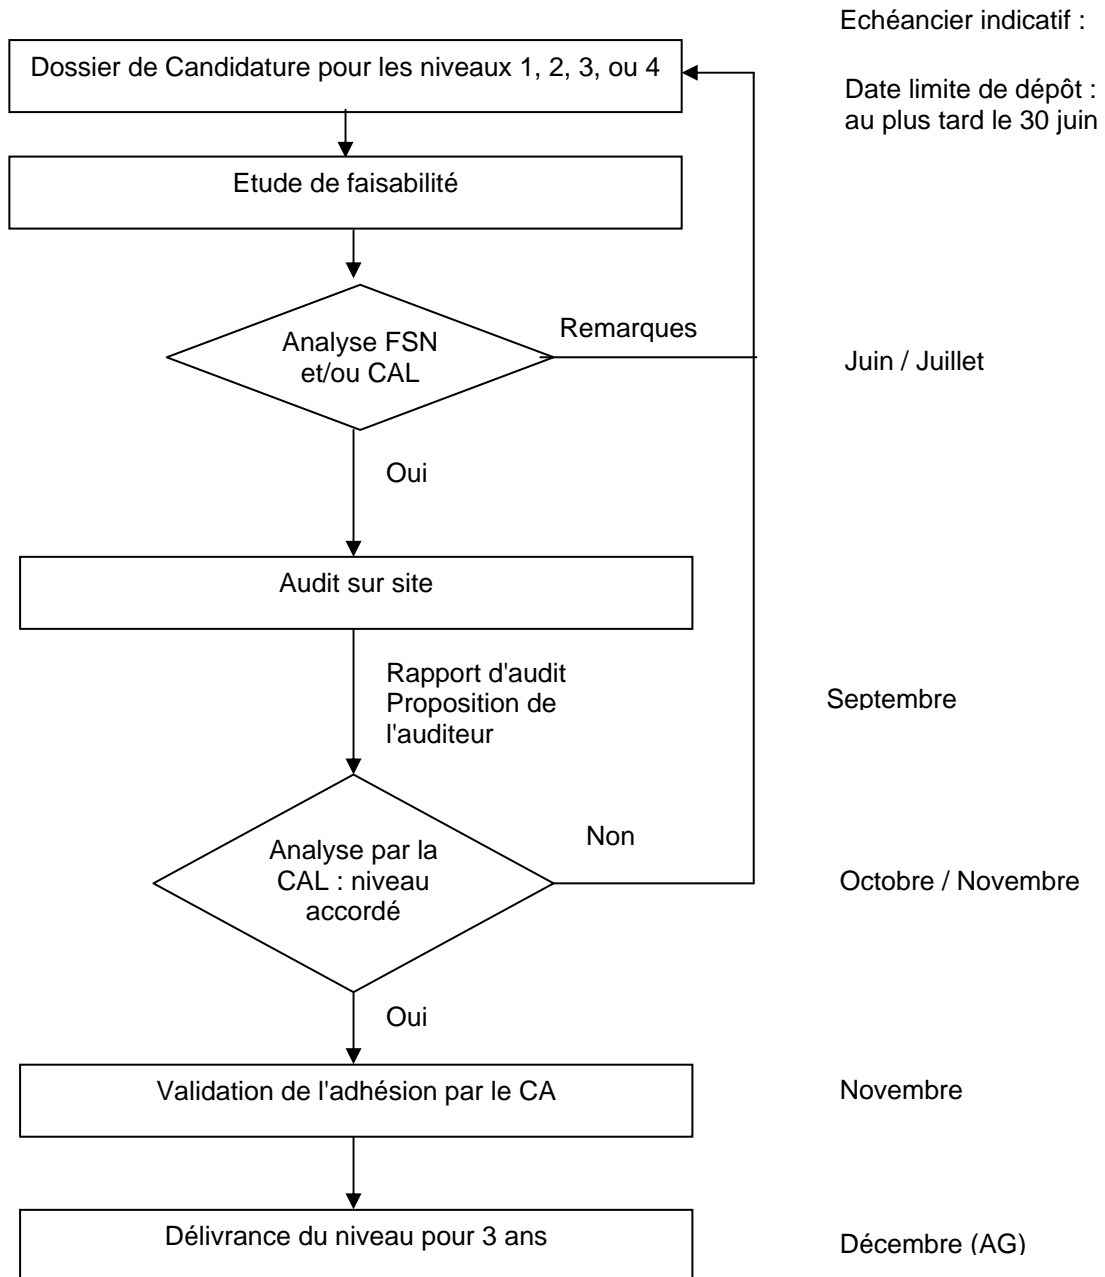 Echéancier indicatif :
Dossier de Candidature pour les niveaux 1, 2, 3, ou 4
Date limite de dépôt :
au plus tard le 30 juin
Etude de faisabilité
Analyse FSN
et/ou CAL
Remarques
Juin / Juillet
Oui
Audit sur site
Rapport d'audit
Proposition de
l'auditeur
Septembre
Analyse par la
CAL : niveau
accordé
Non
Octobre / Novembre
Oui
Validation de l'adhésion par le CA
Novembre
Délivrance du niveau pour 3 ans
Décembre (AG)